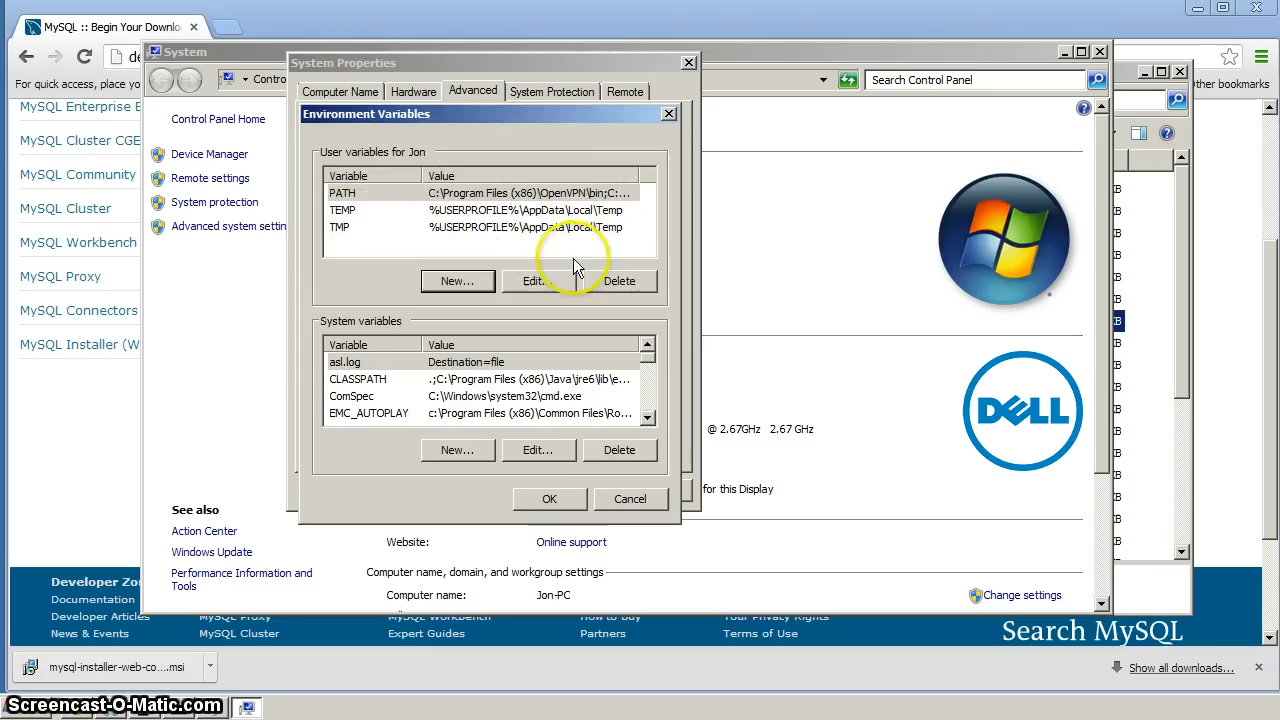 MySQL :: Begin Your Downlo
System
For quick access, place you
Other bookmarks
Contro
Search Control Panel
System Properties
Computer Name
Hardware
Advanced
System Protection
Remote
Environment Variables
User variables for Jon
Variable
Value
PATH
C:\Program Files (x86)\OpenVPN\bin;C:...
TEMP
%USERPROFILE%\AppData\Local\Temp
TMP
%USERPROFILE%\AppData\Local\Temp
New...
Edit...
Delete
System variables
Variable
Value
asl.log
Destination=file
CLASSPATH
.;C:\Program Files (x86)\Java\jre6\lib\e...
ComSpec
C:\Windows\system32\cmd.exe
EMC_AUTOPLAY
c:\Program Files (x86)\Common Files\Ro...
New...
Edit...
Delete
OK
Cancel
MySQL Enterprise E
MySQL Cluster CGE
MySQL Community
MySQL Cluster
MySQL Workbench
MySQL Proxy
MySQL Connectors
MySQL Installer (W
Control Panel Home
Device Manager
Remote settings
System protection
Advanced system settin
See also
Action Center
Windows Update
Performance Information and
Tools
@ 2.67GHz 2.67 GHz
for this Display
DELL
Website:
Online support
Computer name, domain, and workgroup settings
Computer name:
Jon-PC
Change settings
Developer Zo
Documentation
Developer Articles
MySQL Proxy
MySQL Workbench
How to Buy
Terms of Use
News & Events
MySQL Cluster
Expert Guides
Partners
Terms of Use
Search MySQL
mysql-installer-web-co....msi
Show all downloads...
Screencast-O-Matic.com